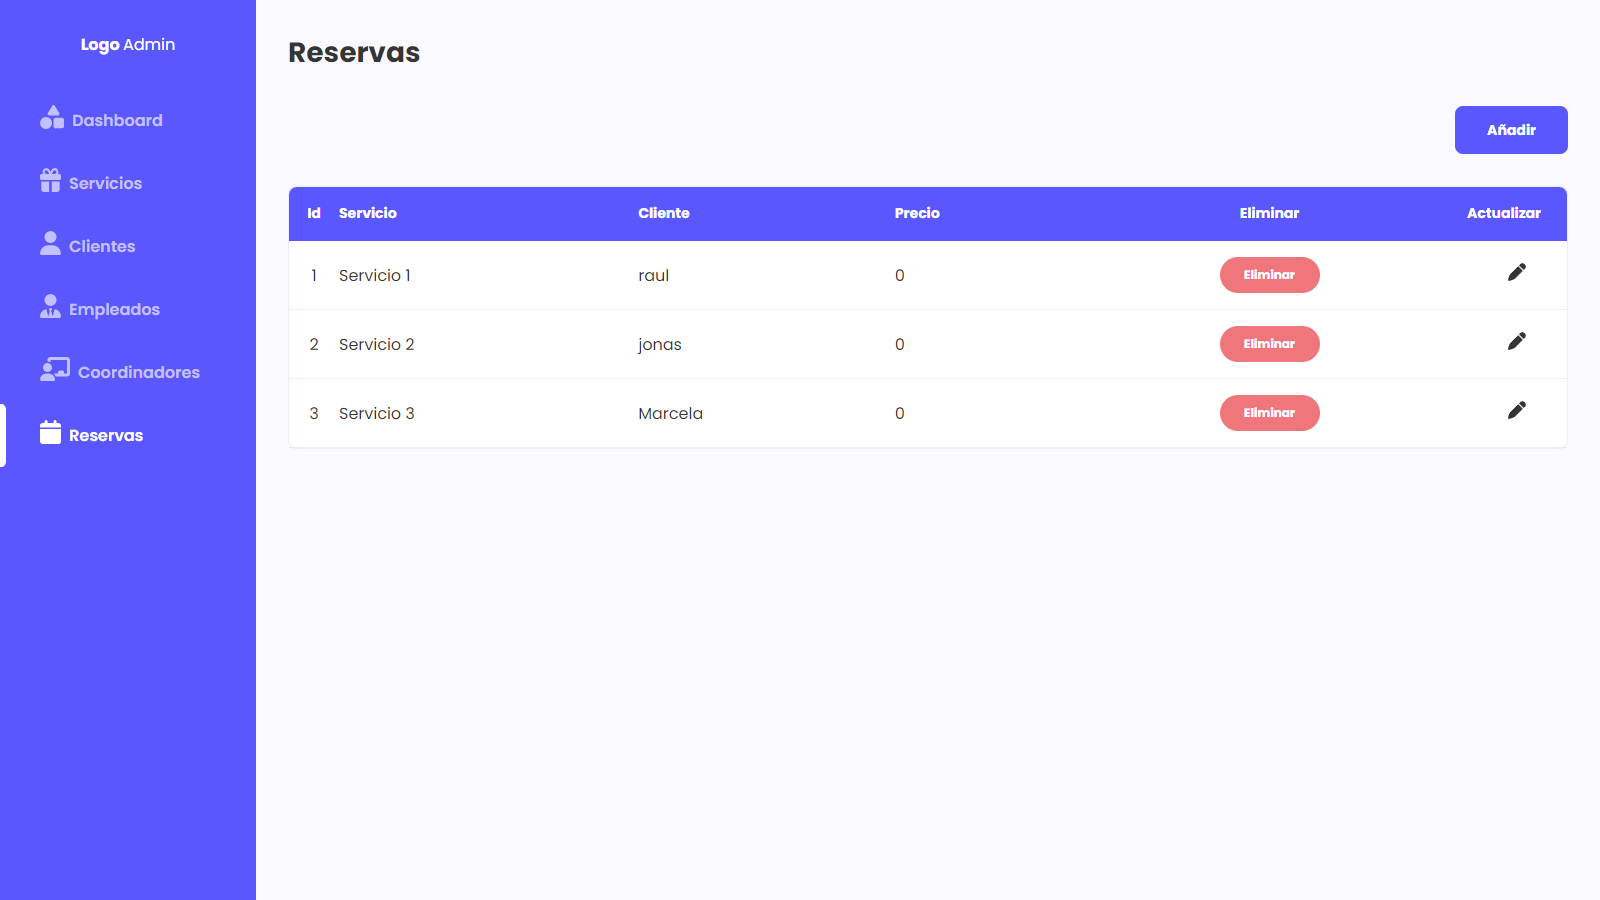 Logo Admin
Dashboard
Servicios
Clientes
Empleados
Coordinadores
Reservas
Reservas
Añadir
Id Servicio Cliente Precio Eliminar Actualizar
1 Servicio 1 raul 0 Eliminar
2 Servicio 2 jonas 0 Eliminar
3 Servicio 3 Marcela 0 Eliminar